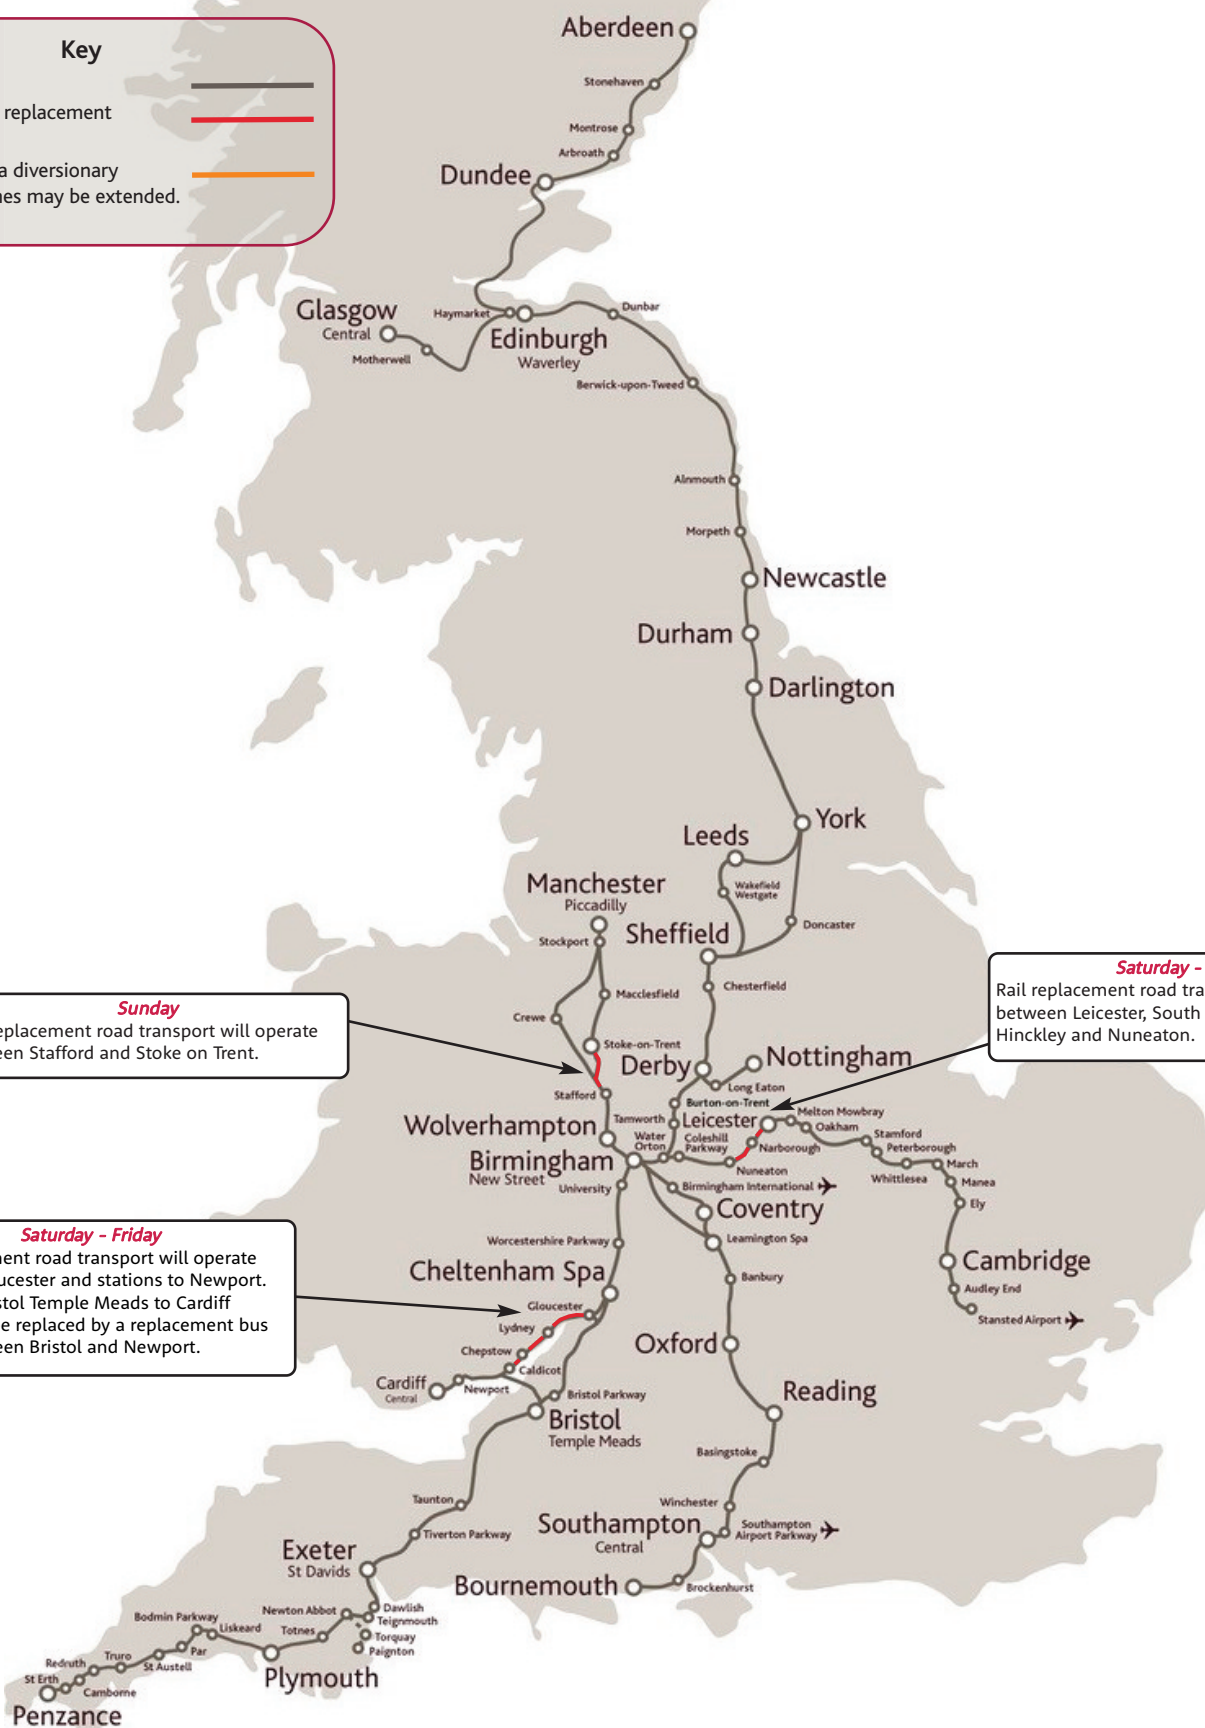 Key
replacement
a diversionary
nes may be extended.
Aberdeen
Stonehaven
Montrose
Arbroath
Dundee
Glasgow
Central
Motherwell
Haymarket
Edinburgh
Waverley
Dunbar
Berwick-upon-Tweed
Alnmouth
Morpeth
Newcastle
Durham
Darlington
York
Leeds
Wakefield
Westgate
Doncaster
Manchester
Piccadilly
Stockport
Sheffield
Macclesfield
Chesterfield
Crewe
Stoke-on-Trent
Saturday -
Rail replacement road tra
between Leicester, South
Hinckley and Nuneaton.
Sunday
eplacement road transport will operate
een Stafford and Stoke on Trent.
Stafford
Derby
Nottingham
Long Eaton
Burton-on-Trent
Tamworth
Leicester
Melton Mowbray
Oakham
Stamford
Peterborough
March
Whittlesea
Manea
Ely
Wolverhampton
Water
Orton
Coleshill
Parkway
Narborough
Nuneaton
Birmingham
New Street
University
Birmingham International
Coventry
Leamington Spa
Worcestershire Parkway
Banbury
Cambridge
Audley End
Stansted Airport
Saturday - Friday
ent road transport will operate
ucester and stations to Newport.
stol Temple Meads to Cardiff
e replaced by a replacement bus
een Bristol and Newport.
Cheltenham Spa
Gloucester
Lydney
Chepstow
Caldicot
Oxford
Cardiff
Central
Newport
Bristol Parkway
Bristol
Temple Meads
Reading
Basingstoke
Taunton
Winchester
Tiverton Parkway
Southampton
Central
Southampton
Airport Parkway
Exeter
St Davids
Bournemouth
Brockenhurst
Newton Abbot
Dawlish
Teignmouth
Torquay
Paignton
Bodmin Parkway
Liskeard
Totnes
Par
St Austell
Truro
Redruth
St Erth
Camborne
Plymouth
Penzance